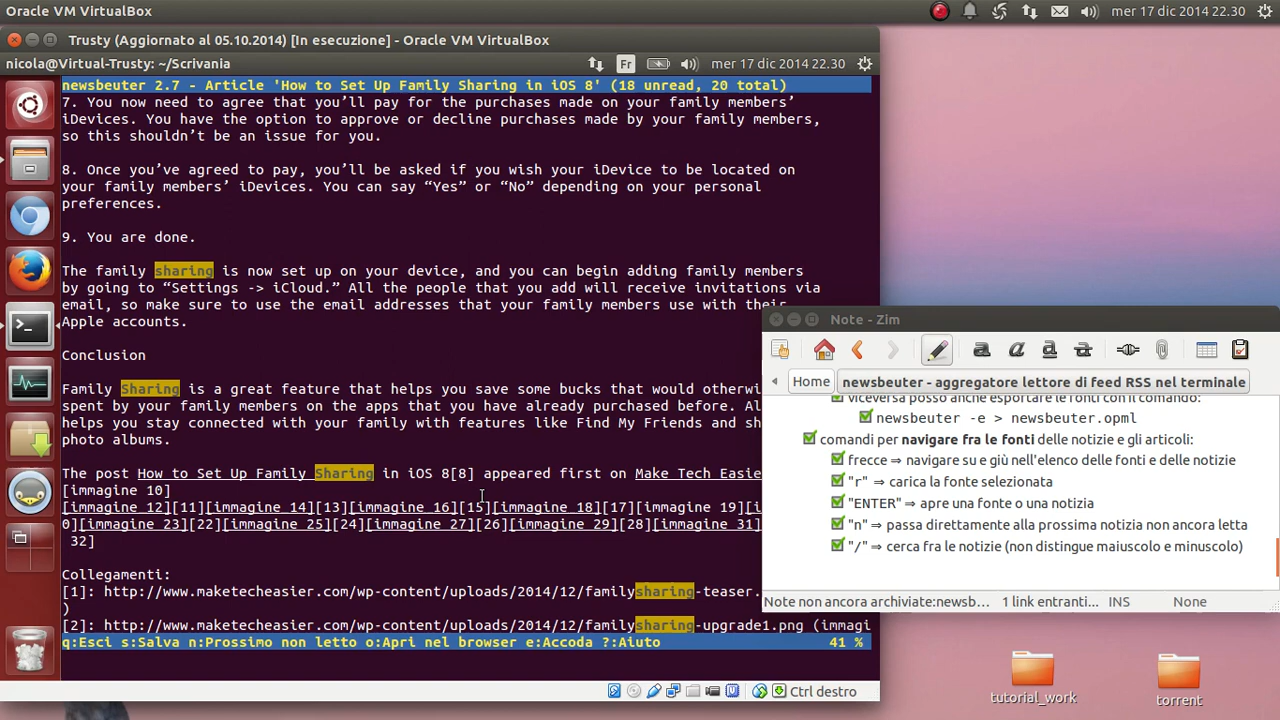 Oracle VM VirtualBox
mer 17 dic 2014 22.30
Trusty (Aggiornato al 05.10.2014) [In esecuzione] - Oracle VM VirtualBox
nicola@Virtual-Trusty: ~/Scrivania
Fr
mer 17 dic 2014 22.30
newsbeuter 2.7 - Article 'How to Set Up Family Sharing in iOS 8' (18 unread, 20 total)
7. You now need to agree that you’ll pay for the purchases made on your family members’
iDevices. You have the option to approve or decline purchases made by your family members,
so this shouldn’t be an issue for you.
8. Once you’ve agreed to pay, you’ll be asked if you wish your iDevice to be located on
your family members’ iDevices. You can say “Yes” or “No” depending on your personal
preferences.
9. You are done.
The family sharing is now set up on your device, and you can begin adding family members
by going to “Settings -> iCloud.” All the people that you add will receive invitations via
email, so make sure to use the email addresses that your family members use with their
Apple accounts.
Conclusion
Family Sharing is a great feature that helps you save some bucks that would otherwi
spent by your family members on the apps that you have already purchased before. Al
helps you stay connected with your family with features like Find My Friends and sh
photo albums.
The post How to Set Up Family Sharing in iOS 8[8] appeared first on Make Tech Easie
[immagine 10]
[immagine 12][11][immagine 14][13][immagine 16][15][immagine 18][17][immagine 19][i
0][immagine 23][22][immagine 25][24][immagine 27][26][immagine 29][28][immagine 31]
32]
Collegamenti:
[1]: http://www.maketecheasier.com/wp-content/uploads/2014/12/familysharing-teaser.
)
[2]: http://www.maketecheasier.com/wp-content/uploads/2014/12/familysharing-upgrade1.png (immagi
q:Esci s:Salva n:Prossimo non letto o:Apri nel browser e:Accoda ?:Aiuto
41 %
Ctrl destro
Note - Zim
Home
newsbeuter - aggregatore lettore di feed RSS nel terminale
viceversa posso anche esportare le fonti con il comando:
newsbeuter -e > newsbeuter.opml
comandi per navigare fra le fonti delle notizie e gli articoli:
frecce ⇒ navigare su e giù nell'elenco delle fonti e delle notizie
"r" ⇒ carica la fonte selezionata
"ENTER" ⇒ apre una fonte o una notizia
"n" ⇒ passa direttamente alla prossima notizia non ancora letta
"/" ⇒ cerca fra le notizie (non distingue maiuscolo e minuscolo)
Note non ancora archiviate:newsb...
1 link entranti...
INS
None
tutorial_work
torrent